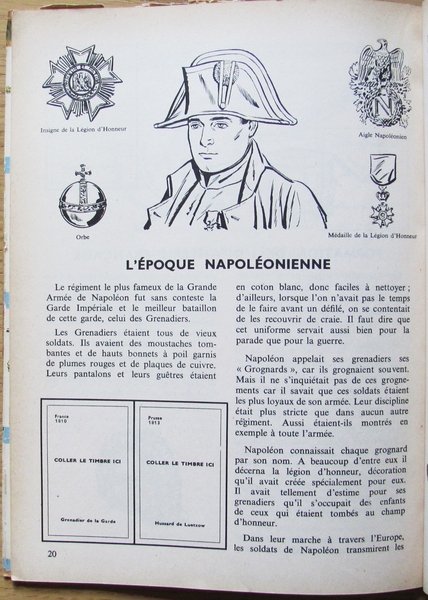 Insigne de la Légion d'Honneur
Aigle Napoléonien
N
Orbe
Médaille de la Légion d'Honneur
L'ÉPOQUE NAPOLÉONIENNE
Le régiment le plus fameux de la Grande
Armée de Napoléon fut sans conteste la
Garde Impériale et le meilleur bataillon
de cette garde, celui des Grenadiers.
Les Grenadiers étaient tous de vieux
soldats. Ils avaient des moustaches tom-
bantes et de hauts bonnets à poil garnis
de plumes rouges et de plaques de cuivre.
Leurs pantalons et leurs guêtres étaient
France
1810
COLLER LE TIMBRE ICI
Grenadier de la Garde
Prusse
1813
COLLER LE TIMBRE ICI
Hussard de Luetzow
20
en coton blanc, donc faciles à nettoyer ;
d'ailleurs, lorsque l'on n'avait pas le temps
de le faire avant un défilé, on se contentait
de les recouvrir de craie. Il faut dire que
cet uniforme servait aussi bien pour la
parade que pour la guerre.
Napoléon appelait ses grenadiers ses
« Grognards », car ils grognaient souvent.
Mais il ne s'inquiétait pas de ces grogne-
ments car il savait que ces soldats étaient
les plus loyaux de son armée. Leur discipline
était plus stricte que dans aucun autre
régiment. Aussi étaient-ils montrés en
exemple à toute l'armée.
Napoléon connaissait chaque grognard
par son nom. A beaucoup d'entre eux il
décerna la légion d'honneur, décoration
qu'il avait créée spécialement pour eux.
Il avait tellement d'estime pour ses
grenadiers qu'il s'occupait des enfants
de ceux qui étaient tombés au champ
d'honneur.
Dans leur marche à travers l'Europe,
les soldats de Napoléon transmirent les